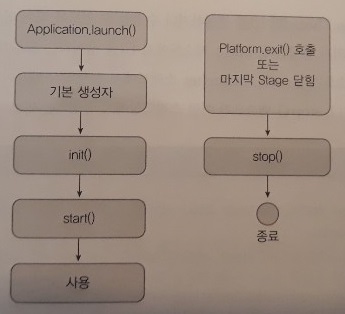 Application.launch()
기본 생성자
init()
start()
사용
Platform.exit() 호출
또는
마지막 Stage 닫힘
stop()
종료